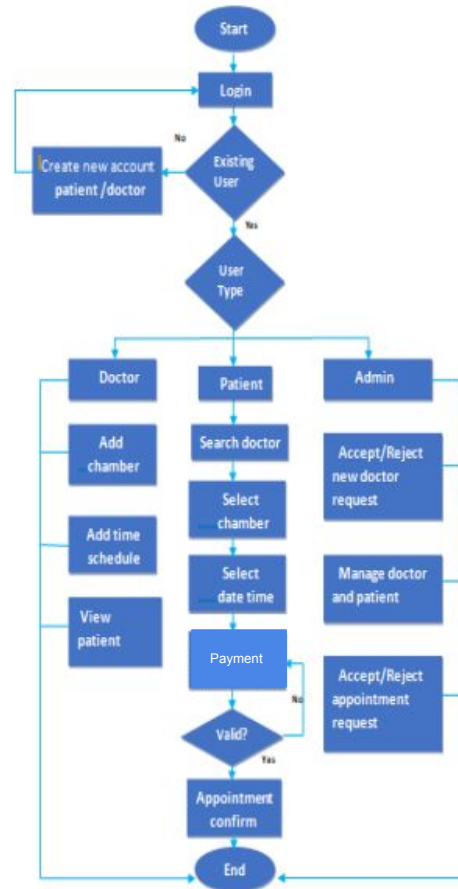 Start
Login
No
Existing
User
Create new account
patient /doctor
Yes
User
Type
Doctor
Patient
Admin
Add
chamber
Search doctor
Accept/Reject
new doctor
request
Select
chamber
Add time
schedule
Select
date time
Manage doctor
and patient
View
patient
Payment
Accept/Reject
appointment
request
No
Valid?
Yas
Appointment
confirm
End